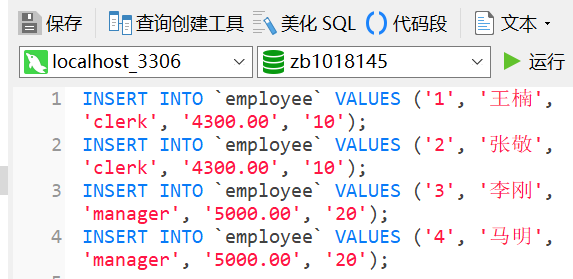 保存 查询创建工具 美化 SQL 代码段 文本
localhost_3306 zb1018145 运行
1 INSERT INTO `employee` VALUES ('1', '王楠',
'clerk', '4300.00', '10');
2 INSERT INTO `employee` VALUES ('2', '张敬',
'clerk', '4300.00', '10');
3 INSERT INTO `employee` VALUES ('3', '李刚',
'manager', '5000.00', '20');
4 INSERT INTO `employee` VALUES ('4', '马明',
'manager', '5000.00', '20');